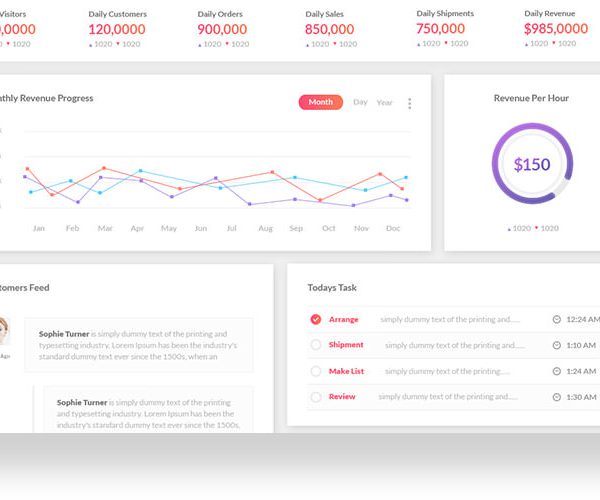 Visitors
Daily Customers
Daily Orders
Daily Sales
Daily Shipments
Daily Revenue
0,0000
120,0000
900,000
850,000
750,000
$985,0000
1020
1020 1020
1020 1020
1020 1020
1020 1020
1020 1020
nthly Revenue Progress
Month
Day
Year
Jan Feb Mar Apr May Jun Jul Aug Sep Oct Nov Doc
Revenue Per Hour
$150
1020 1020
tomers Feed
Ago
Sophie Turner is simply dummy text of the printing and
typesetting industry. Lorem Ipsum has been the industry's
standard dummy text ever since the 1500s, when an
Sophie Turner is simply dummy text of the printing
and typesetting industry. Lorem Ipsum has been the
industry's standard dummy text ever since the 1500s,
Todays Task
Arrange simply dummy text of the printing and..... 12:24 AM
Shipment simply dummy text of the printing and..... 1:10 AM
Make List simply dummy text of the printing..... 1:24 AM
Review simply dummy text of the printing and..... 1:30 AM